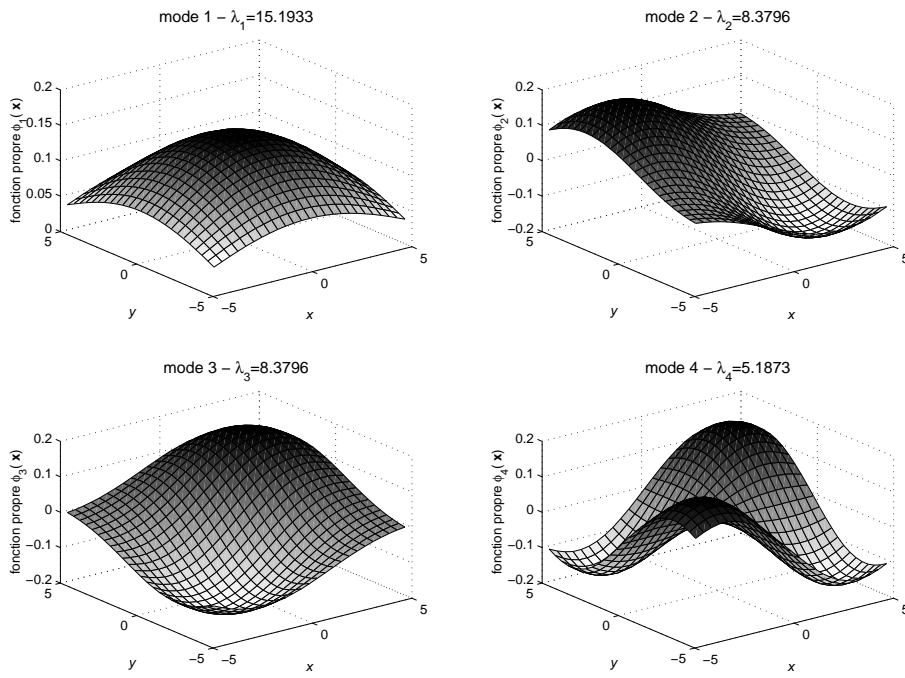 mode 1 − λ1=15.1933
fonction propre ϕ1( x)
0.2
0.15
0.1
0.05
0
5
0
−5
y
−5
0
5
x
mode 2 − λ2=8.3796
fonction propre ϕ2( x)
0.2
0.1
0
−0.1
−0.2
5
0
−5
y
−5
0
5
x
mode 3 − λ3=8.3796
fonction propre ϕ3( x)
0.2
0.1
0
−0.1
−0.2
5
0
−5
y
−5
0
5
x
mode 4 − λ4=5.1873
fonction propre ϕ4( x)
0.2
0.1
0
−0.1
−0.2
5
0
−5
y
−5
0
5
x